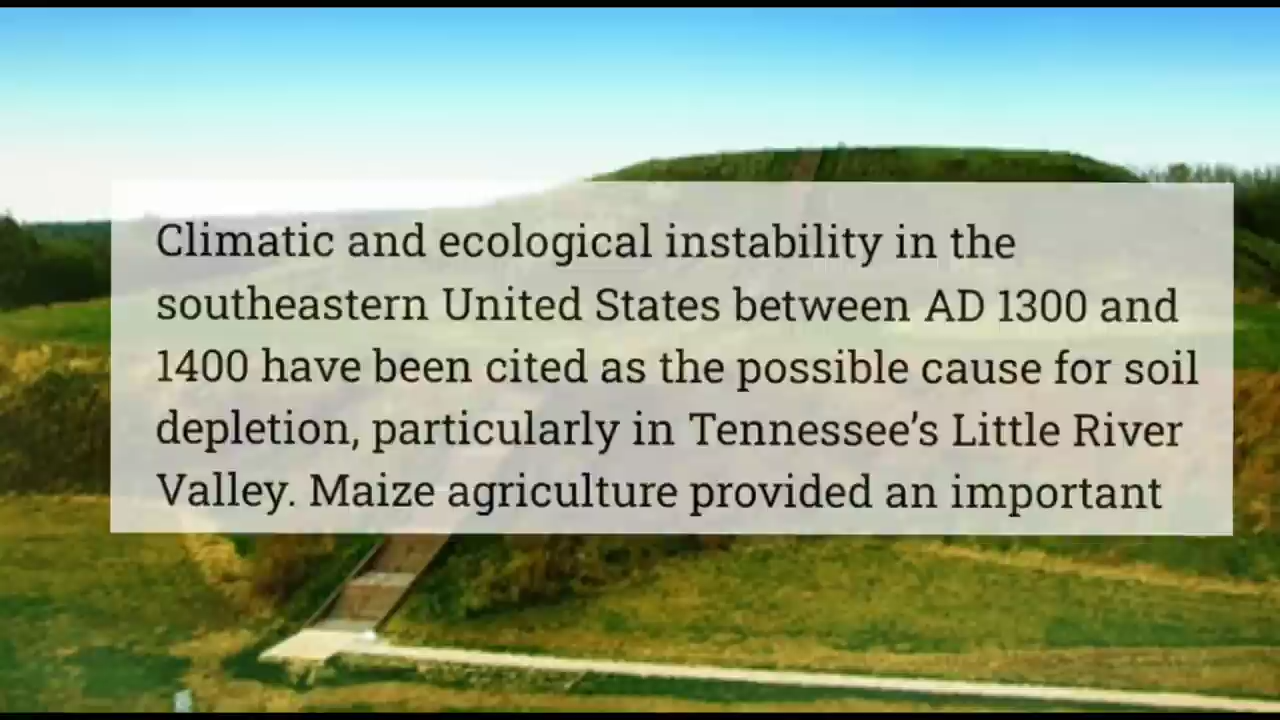 Climatic and ecological instability in the
southeastern United States between AD 1300 and
1400 have been cited as the possible cause for soil
depletion, particularly in Tennessee’s Little River
Valley. Maize agriculture provided an important